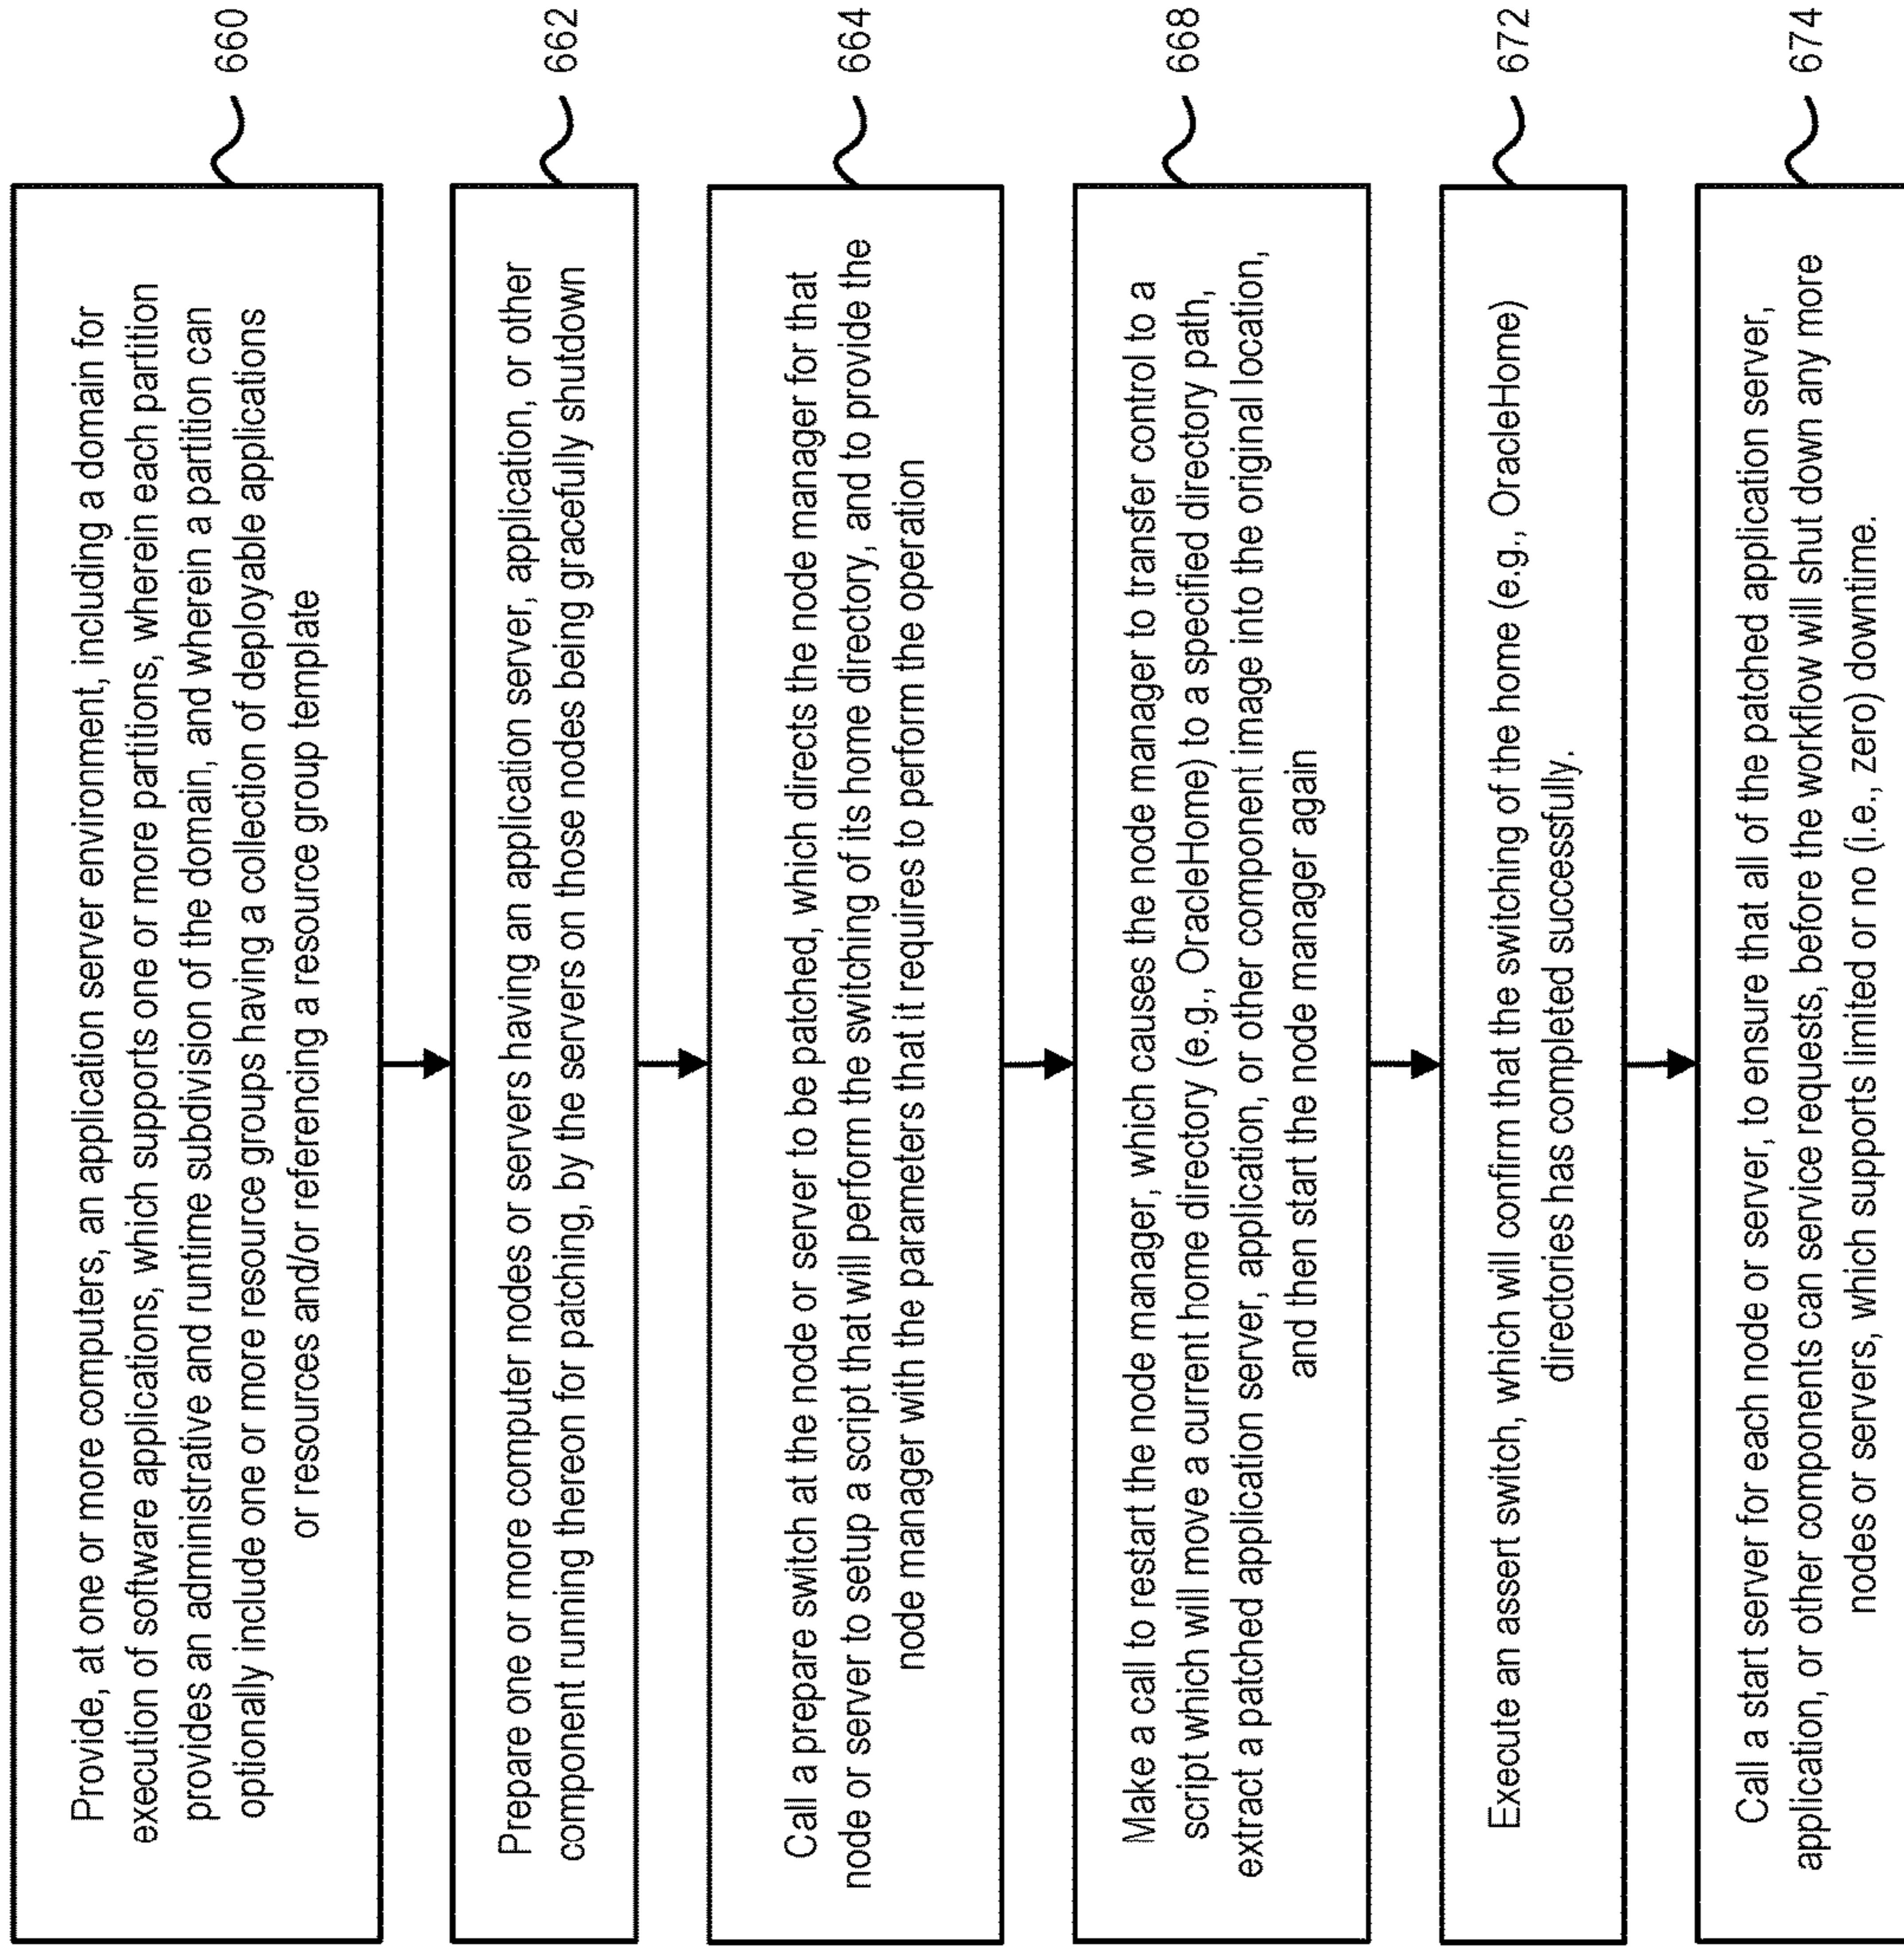 Provide, at one or more computers, an application server environment, including a domain for
execution of software applications, which supports one or more partitions, wherein each partition
provides an administrative and runtime subdivision of the domain, and wherein a partition can
optionally include one or more resource groups having a collection of deployable applications
or resources and/or referencing a resource group template
660
Prepare one or more computer nodes or servers having an application server, application, or other
component running thereon for patching, by the servers on those nodes being gracefully shutdown
662
Call a prepare switch at the node or server to be patched, which directs the node manager for that
node or server to setup a script that will perform the switching of its home directory, and to provide the
node manager with the parameters that it requires to perform the operation
664
Make a call to restart the node manager, which causes the node manager to transfer control to a
script which will move a current home directory (e.g., OracleHome) to a specified directory path,
extract a patched application server, application, or other component image into the original location,
and then start the node manager again
668
Execute an assert switch, which will confirm that the switching of the home (e.g., OracleHome)
directories has completed successfully.
672
Call a start server for each node or server, to ensure that all of the patched application server,
application, or other components can service requests, before the workflow will shut down any more
nodes or servers, which supports limited or no (i.e., zero) downtime.
674